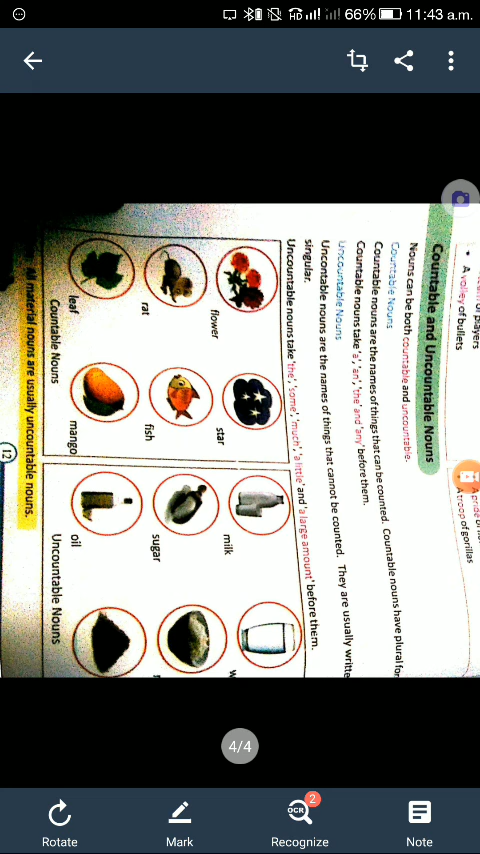 66% 11:43 a.m.
of players
• A volley of bullets
A pride of
A troop of gorillas
Countable and Uncountable Nouns
Nouns can be both countable and uncountable.
Countable Nouns
Countable nouns are the names of things that can be counted. Countable nouns have plural for
Countable nouns take 'a', 'an', 'the' and 'any' before them.
Uncountable Nouns
Uncontable nouns are the names of things that cannot be counted. They are usually writte
singular.
Uncountable nouns take 'the', 'some', 'much', 'a little' and 'a large amount' before them.
flower
star
milk
w
rat
fish
sugar
leaf
mango
oil
Countable Nouns
Uncountable Nouns
All material nouns are usually uncountable nouns.
12
4/4
OCR 2
Rotate
Mark
Recognize
Note